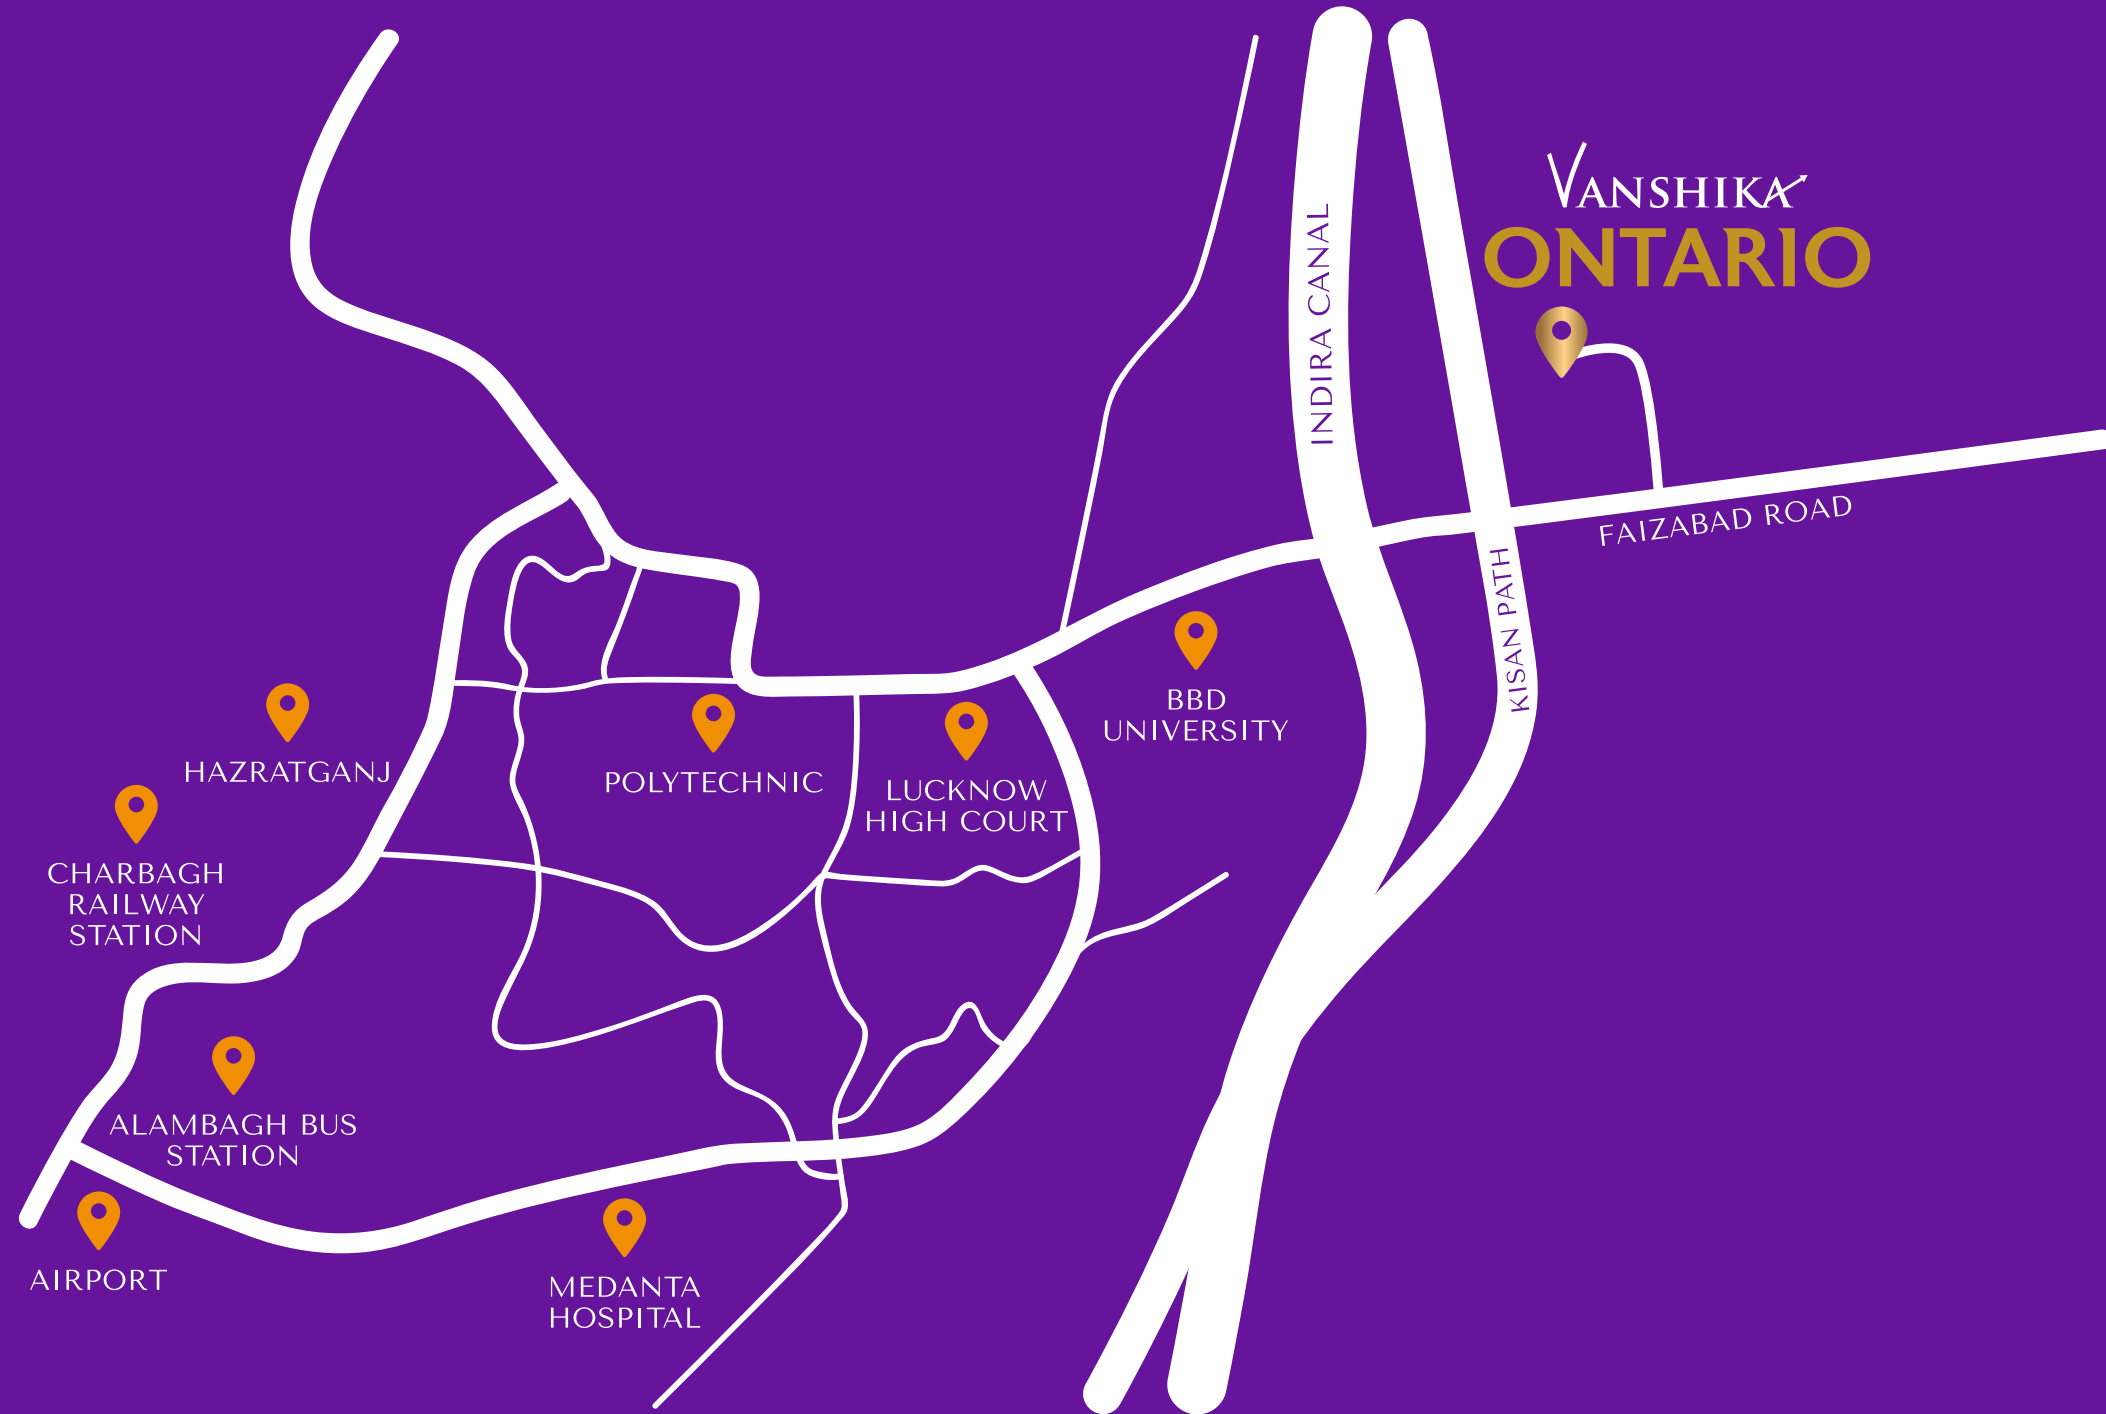 VANSHIKA
ONTARIO
INDIRA CANAL
FAIZABAD ROAD
KISAN PATH
BBD
UNIVERSITY
HAZRATGANJ
POLYTECHNIC
LUCKNOW
HIGH COURT
CHARBAGH
RAILWAY
STATION
ALAMBAGH BUS
STATION
AIRPORT
MEDANTA
HOSPITAL